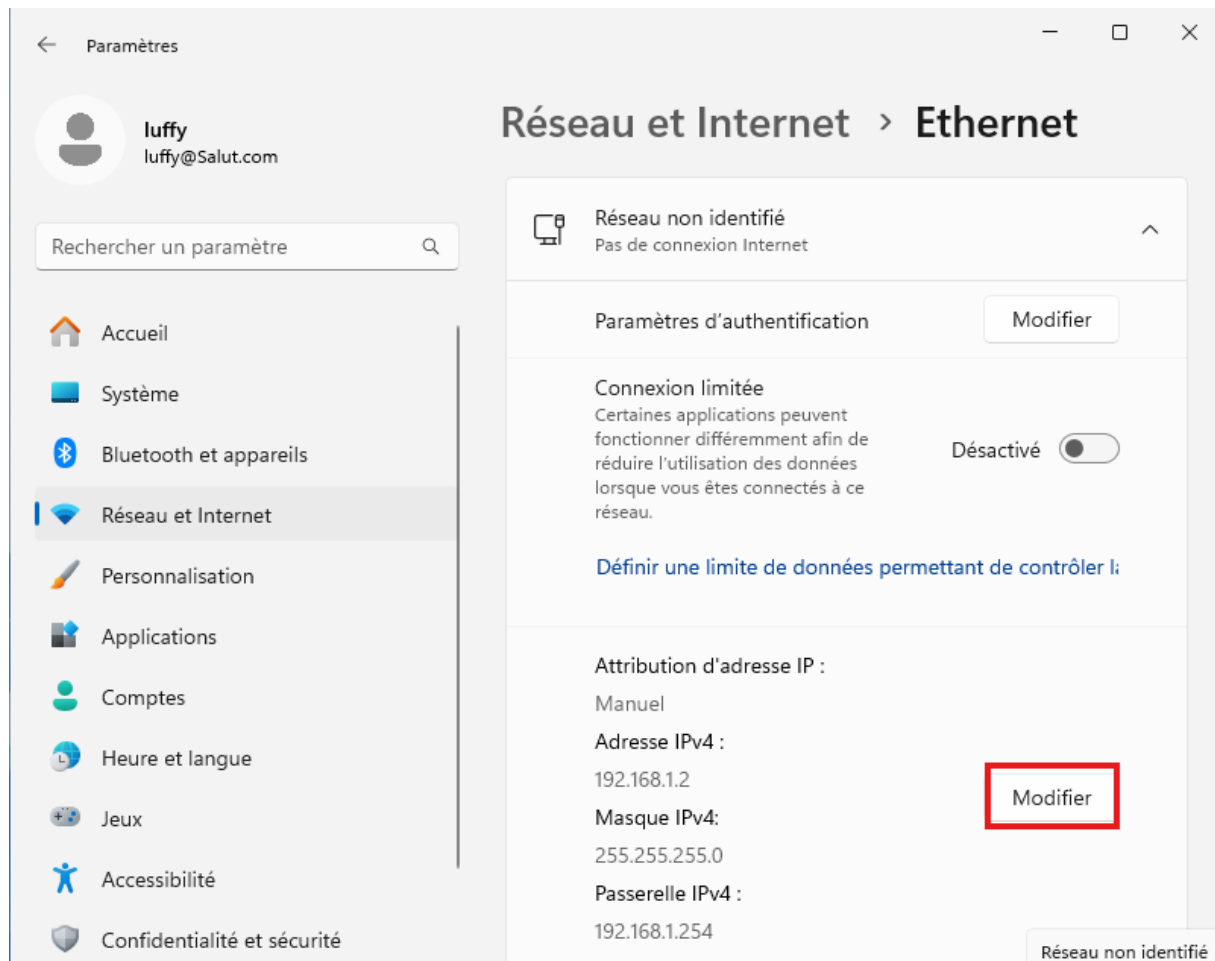 Paramètres
luffy
luffy@Salut.com
Rechercher un paramètre
Accueil
Système
Bluetooth et appareils
Réseau et Internet
Personnalisation
Applications
Comptes
Heure et langue
Jeux
Accessibilité
Confidentialité et sécurité
Réseau et Internet > Ethernet
Réseau non identifié
Pas de connexion Internet
Paramètres d’authentification
Modifier
Connexion limitée
Certaines applications peuvent
fonctionner différemment afin de
réduire l'utilisation des données
lorsque vous êtes connectés à ce
réseau.
Désactivé
Définir une limite de données permettant de contrôler
Attribution d'adresse IP :
Manuel
Adresse IPv4 :
192.168.1.2
Masque IPv4:
255.255.255.0
Passerelle IPv4 :
192.168.1.254
Modifier
Réseau non identifié